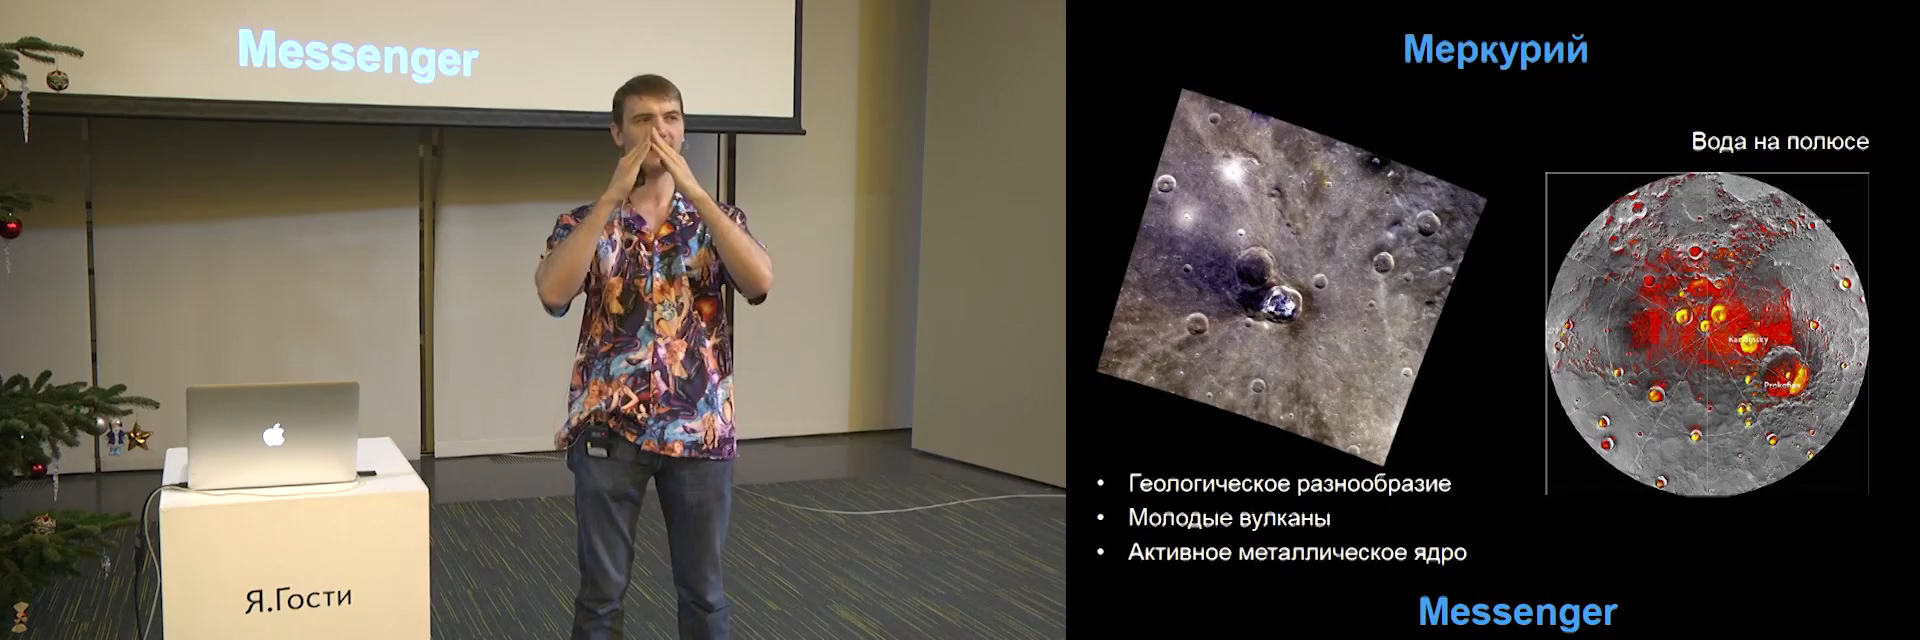 Messenger
Я.Гости
Меркурий
Вода на полюсе
Kandinsky
Prokofiev
• Геологическое разнообразие
• Молодые вулканы
• Активное металлическое ядро
Messenger